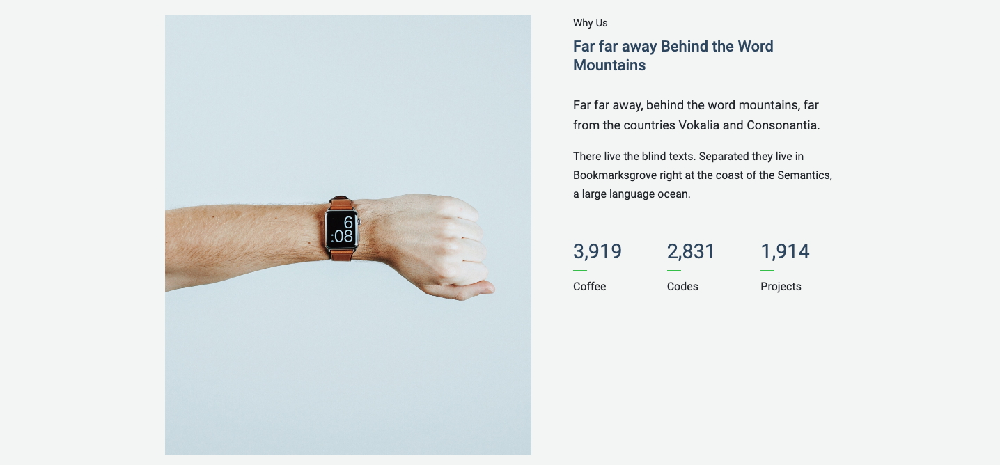 6
:08
Why Us
Far far away Behind the Word
Mountains
Far far away, behind the word mountains, far
from the countries Vokalia and Consonantia.
There live the blind texts. Separated they live in
Bookmarksgrove right at the coast of the Semantics,
a large language ocean.
3,919 2,831 1,914
Coffee Codes Projects